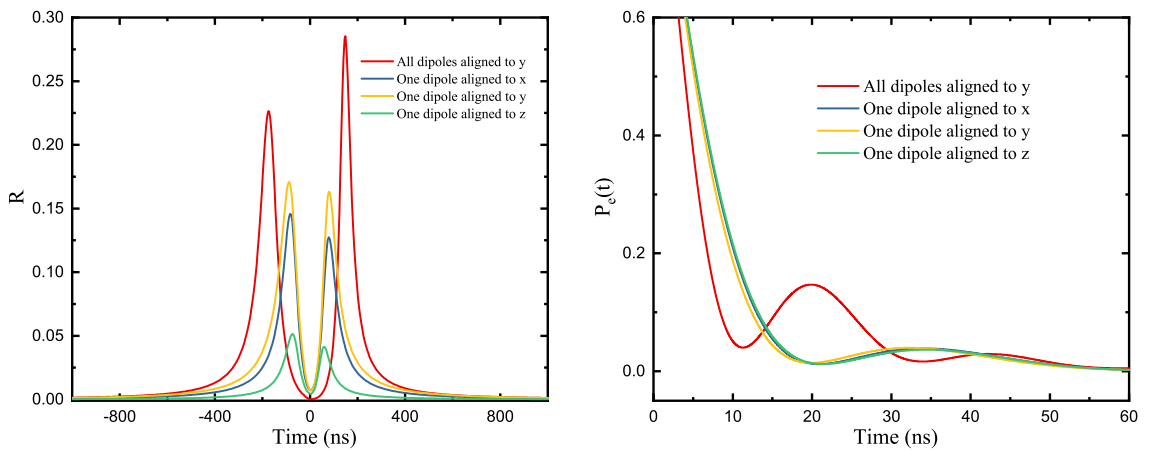 0.30
0.25
0.20
0.15
0.10
0.05
0.00
R
-800
-400
0
400
800
Time (ns)
All dipoles aligned to y
One dipole aligned to x
One dipole aligned to y
One dipole aligned to z
0.6
0.4
0.2
0.0
Pe(t)
0
10
20
30
40
50
60
Time (ns)
All dipoles aligned to y
One dipole aligned to x
One dipole aligned to y
One dipole aligned to z